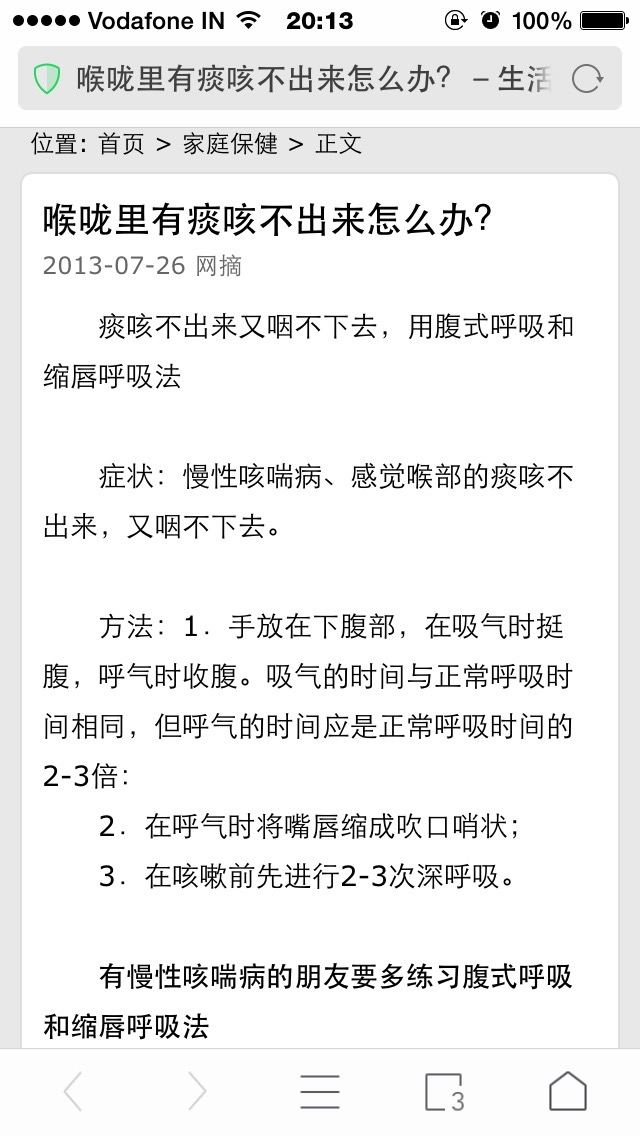 Vodafone IN 20:13 100%
喉咙里有痰咳不出来怎么办? - 生活
位置: 首页 > 家庭保健 > 正文
喉咙里有痰咳不出来怎么办?
2013-07-26 网摘
痰咳不出来又咽不下去，用腹式呼吸和
缩唇呼吸法
症状：慢性咳喘病、感觉喉部的痰咳不
出来，又咽不下去。
方法：1．手放在下腹部，在吸气时挺
腹，呼气时收腹。吸气的时间与正常呼吸时
间相同，但呼气的时间应是正常呼吸时间的
2-3倍：
2．在呼气时将嘴唇缩成吹口哨状；
3．在咳嗽前先进行2-3次深呼吸。
有慢性咳喘病的朋友要多练习腹式呼吸
和缩唇呼吸法
3